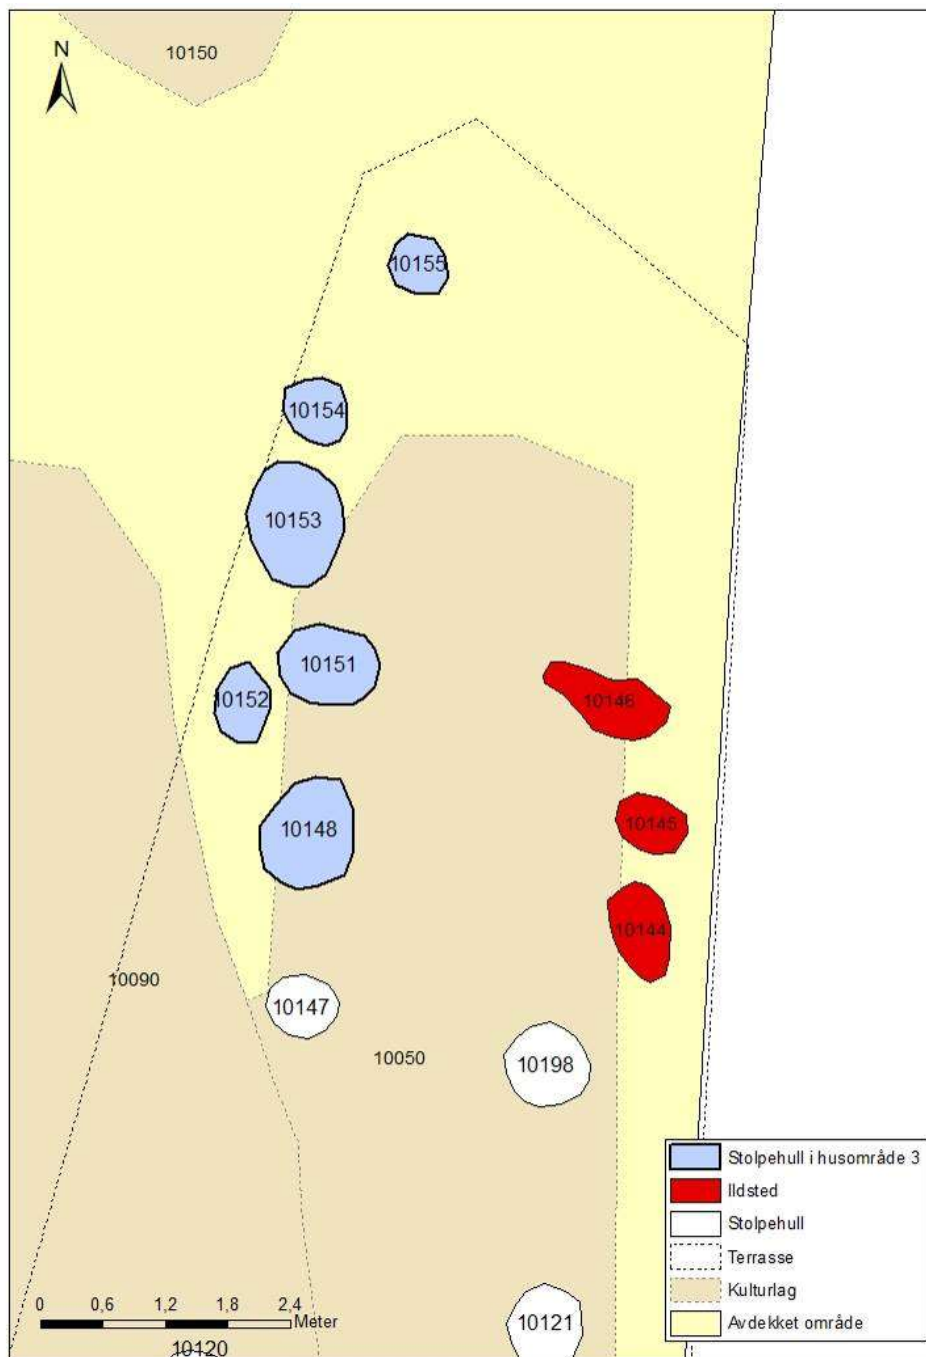 10150
N
10155
10154
10153
10151
10152
10146
10148
10145
10144
10090
10147
10050
10198
Stolpehull i husområde 3
Ildsted
Stolpehull
Terrasse
Kulturlag
Avdekket område
0 0,6 1,2 1,8 2,4
Meter
10121
10120